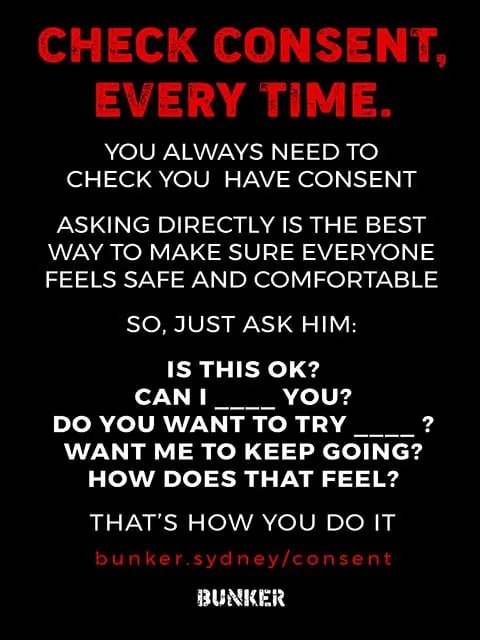 CHECK CONSENT,
EVERY TIME.
YOU ALWAYS NEED TO
CHECK YOU HAVE CONSENT
ASKING DIRECTLY IS THE BEST
WAY TO MAKE SURE EVERYONE
FEELS SAFE AND COMFORTABLE
SO, JUST ASK HIM:
IS THIS OK?
CAN I ____ YOU?
DO YOU WANT TO TRY ____ ?
WANT ME TO KEEP GOING?
HOW DOES THAT FEEL?
THAT'S HOW YOU DO IT
bunker.sydney/consent
BUNKER